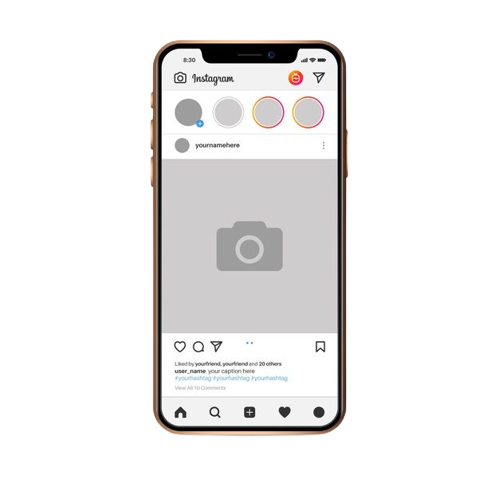 8:30
Instagram
yournamehere
Liked by yourfriend, yourfriend and 20 others
user_name your caption here
#yourhashtag #yourhashtag #yourhashtag
View All 15 Comments